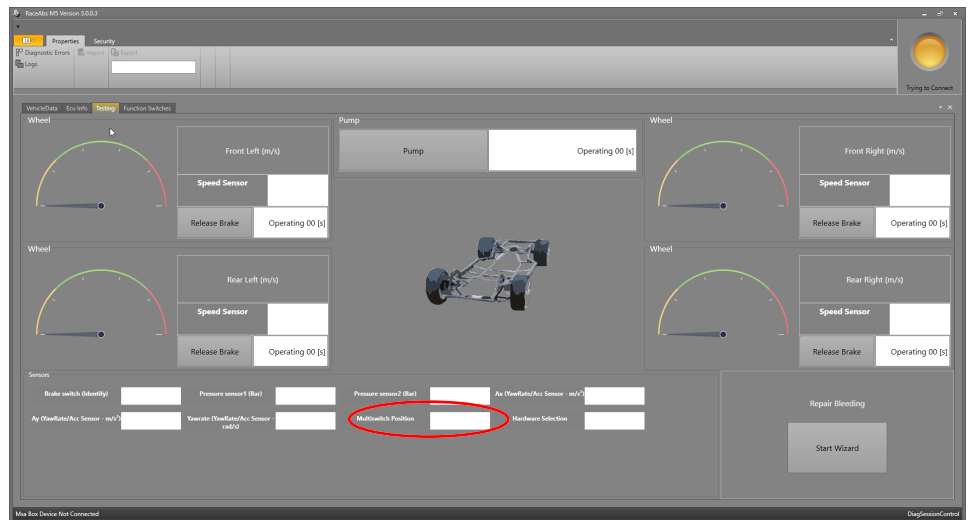 RaceAbs M5 Version 3.0.0.3
Properties Security
Diagnostic Errors Import Export
Logs
Trying to Connect
VehicleData Ecu Info Testing Function Switches
Wheel
Front Left (m/s)
Speed Sensor
Release Brake Operating 00 [s]
Pump
Pump Operating 00 [s]
Wheel
Front Right (m/s)
Speed Sensor
Release Brake Operating 00 [s]
Wheel
Rear Left (m/s)
Speed Sensor
Release Brake Operating 00 [s]
Wheel
Rear Right (m/s)
Speed Sensor
Release Brake Operating 00 [s]
Sensors
Brake switch (Identify) Pressure sensor1 (Bar) Pressure sensor2 (Bar) Ax (YawRate/Acc Sensor - m/s²)
Ay (YawRate/Acc Sensor - m/s²) Yawrate (YawRate/Acc Sensor -
rad/s) Multiswitch Position Hardware Selection
Repair Bleeding
Start Wizard
Msa Box Device Not Connected DiagSessionControl